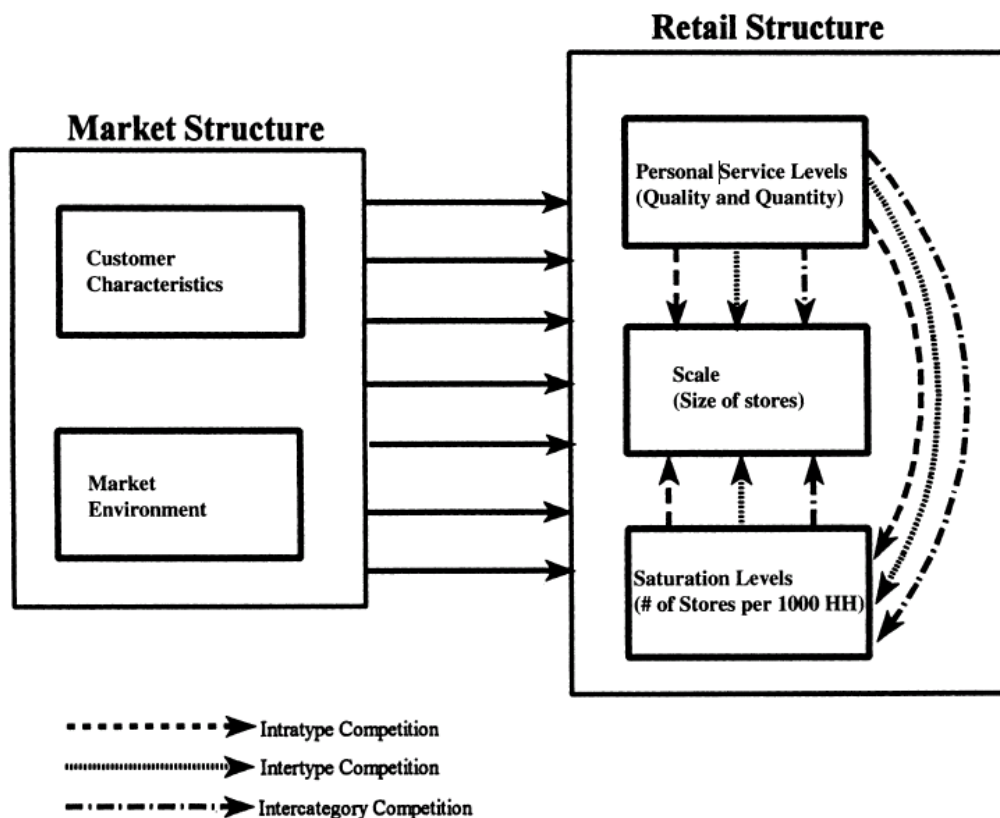 Retail Structure
Market Structure
Personal Service Levels
(Quality and Quantity)
Customer
Characteristics
Scale
(Size of stores)
Market
Environment
Saturation Levels
(# of Stores per 1000 HH)
Intratype Competition
Intertype Competition
Intercategory Competition